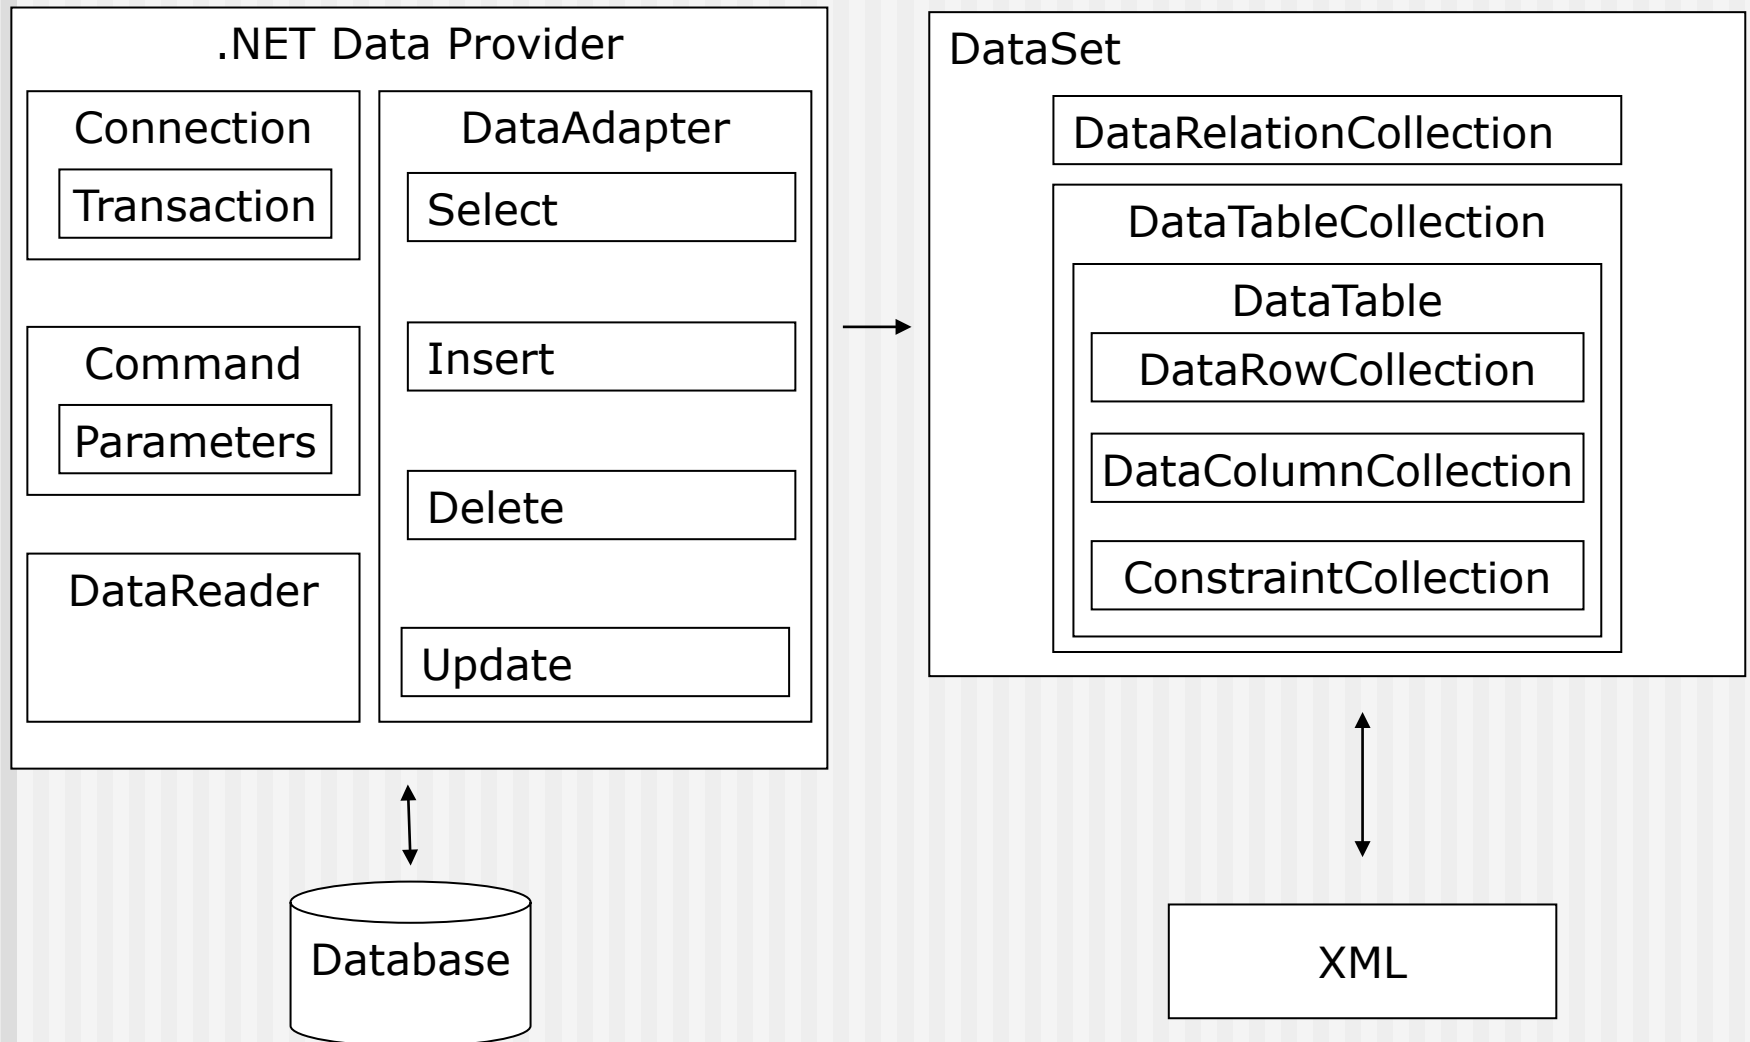 .NET Data Provider
Connection
Transaction
Command
Parameters
DataReader
DataAdapter
Select
Insert
Delete
Update
Database
DataSet
DataRelationCollection
DataTableCollection
DataTable
DataRowCollection
DataColumnCollection
ConstraintCollection
XML